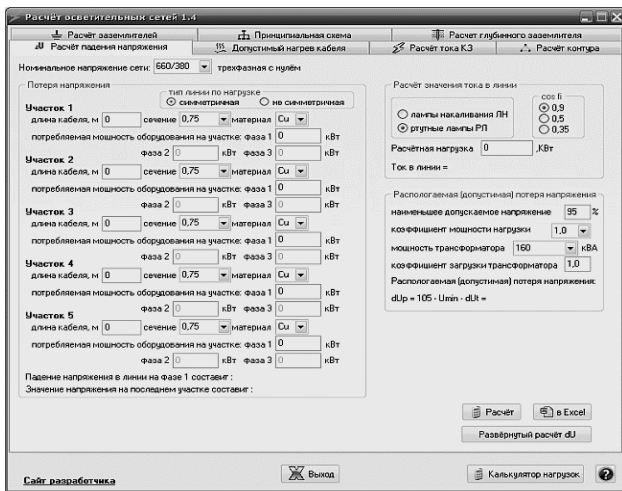 Расчёт осветительных сетей 1.4
Расчёт заземлителей
Принципиальная схема
Расчет глубинного заземлителя
dU Расчёт падения напряжения
Допустимый нагрев кабеля
Расчёт тока КЗ
Расчёт контура
Номинальное напряжение сети: 660/380 трехфазная с нулём
Потеря напряжения
тип линии по нагрузке
симметричная не симметричная
Участок 1
длина кабеля, м 0 сечение 0,75 материал Cu
потребляемая мощность оборудования на участке: фаза 1 0 кВт
фаза 2 0 кВт фаза 3 0 кВт
Участок 2
длина кабеля, м 0 сечение 0,75 материал Cu
потребляемая мощность оборудования на участке: фаза 1 0 кВт
фаза 2 0 кВт фаза 3 0 кВт
Участок 3
длина кабеля, м 0 сечение 0,75 материал Cu
потребляемая мощность оборудования на участке: фаза 1 0 кВт
фаза 2 0 кВт фаза 3 0 кВт
Участок 4
длина кабеля, м 0 сечение 0,75 материал Cu
потребляемая мощность оборудования на участке: фаза 1 0 кВт
фаза 2 0 кВт фаза 3 0 кВт
Участок 5
длина кабеля, м 0 сечение 0,75 материал Cu
потребляемая мощность оборудования на участке: фаза 1 0 кВт
фаза 2 0 кВт фаза 3 0 кВт
Падение напряжения в линии на Фазе 1 составит :
Значение напряжения на последнем участке составит :
Расчёт значения тока в линии
лампы накаливания ЛН
ртутные лампы РЛ
cos fi
0,9
0,5
0,35
Расчётная нагрузка 0 ,КВт
Ток в линии =
Распологаемая (допустимая) потеря напряжения
наименьшее допускаемое напряжение 95 %
коэффициент мощности нагрузки 1,0
мощность трансформатора 160 кВА
коэффициент загрузки трансформатора 1,0
Распологаемая (допустимая) потеря напряжения:
dUp = 105 - Umin - dUt =
Расчёт
в Excel
Развёрнутый расчёт dU
Сайт разработчика
Выход
Калькулятор нагрузок
?